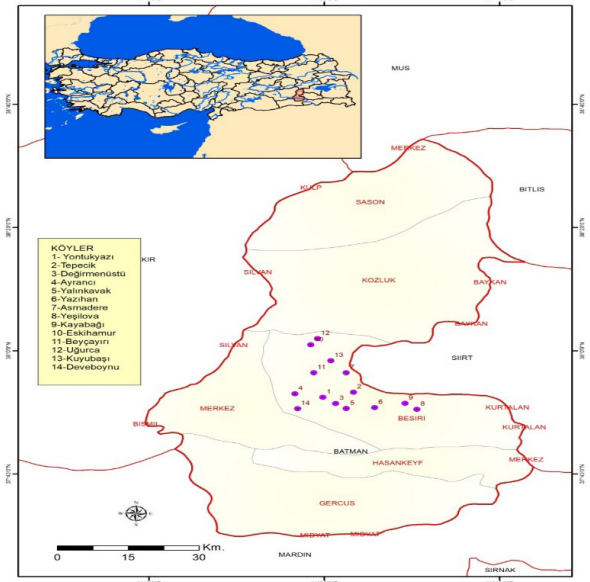 MUS
MERKEZ
BITLIS
KULP
SASON
KÖYLER
1- Yontukyazı
2-Tepecik
3-Değirmenüstü
4-Ayrancı
5-Yalınkavak
6-Yazıhan
7-Asmadere
8-Yeşilova
9-Kayabağı
10-Eskihamur
11-Beyçayırı
12-Uğurca
13-Kuyubaşı
14-Deveboynu
KIR
SILVAN
KOZLUK
BAYKAN
BAYKAN
12
SILVAN
13
SIIRT
11
4
2
1
3
5
6
9
8
14
MERKEZ
BESIRI
KURTALAN
BISMIL
KURTALAN
BATMAN
HASANKEYF
MERKEZ
GERCUS
N
MIDYAT
MIDYAT
Km.
0
15
30
MARDIN
SIRNAK